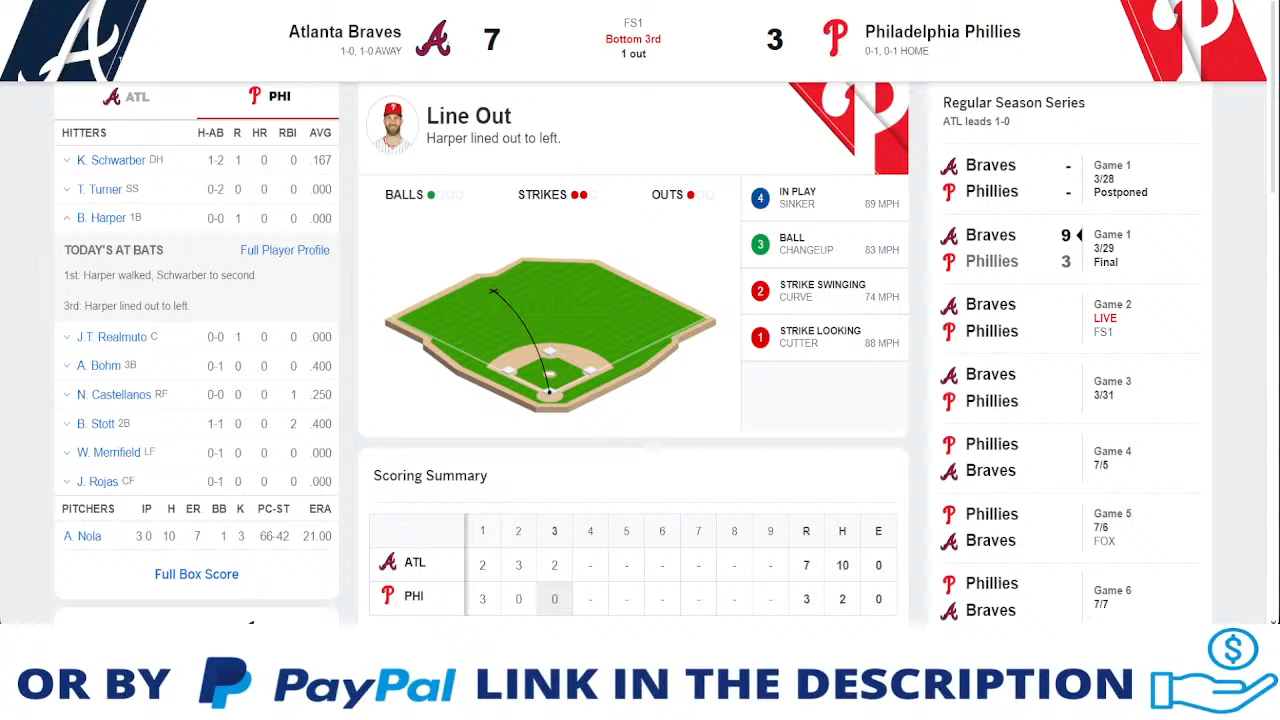 Atlanta Braves
1-0, 1-0 AWAY
7
FS1
Bottom 3rd
1 out
3
Philadelphia Phillies
0-1, 0-1 HOME
ATL
PHI
HITTERS H-AB R HR RBI AVG
K. Schwarber DH 1-2 1 0 0 .167
T. Turner SS 0-2 0 0 0 .000
B. Harper 1B 0-0 1 0 0 .000
TODAY'S AT BATS Full Player Profile
1st: Harper walked, Schwarber to second
3rd: Harper lined out to left.
J.T. Realmuto C 0-0 1 0 0 .000
A. Bohm 3B 0-1 0 0 0 .400
N. Castellanos RF 0-0 0 0 1 .250
B. Stott 2B 1-1 0 0 2 .400
W. Merrifield LF 0-1 0 0 0 .000
J. Rojas CF 0-1 0 0 0 .000
PITCHERS IP H ER BB K PC-ST ERA
A. Nola 3.0 10 7 1 3 66-42 21.00
Full Box Score
Line Out
Harper lined out to left.
BALLS STRIKES OUTS
4 IN PLAY
SINKER 89 MPH
3 BALL
CHANGEUP 83 MPH
2 STRIKE SWINGING
CURVE 74 MPH
1 STRIKE LOOKING
CUTTER 88 MPH
Scoring Summary
1 2 3 4 5 6 7 8 9 R H E
ATL 2 3 2 - - - - - - 7 10 0
PHI 3 0 0 - - - - - - 3 2 0
Regular Season Series
ATL leads 1-0
Braves - Game 1
3/28
Phillies - Postponed
Braves 9 Game 1
3/29
Phillies 3 Final
Braves Game 2
LIVE
Phillies FS1
Braves Game 3
Phillies 3/31
Phillies Game 4
Braves 7/5
Phillies Game 5
7/6
Braves FOX
Phillies Game 6
Braves 7/7
OR BY PayPal LINK IN THE DESCRIPTION